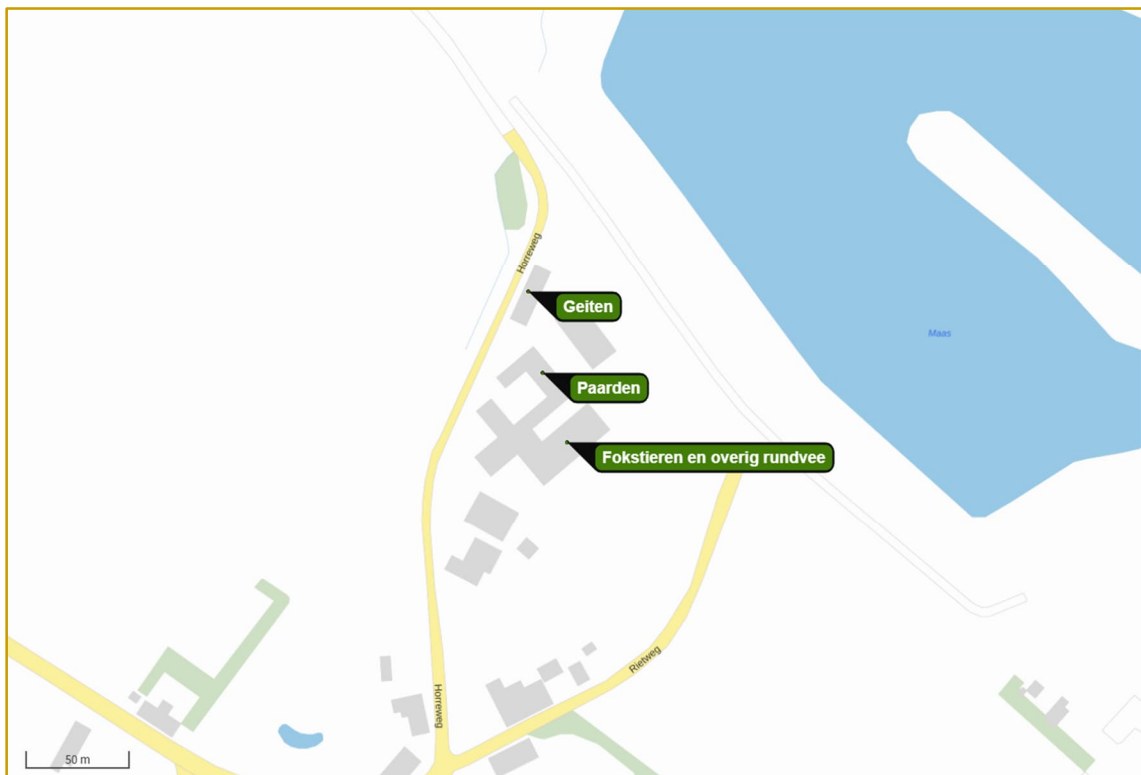 Horreweg
Geiten
Maas
Paarden
Fokstieren en overig rundvee
Rietweg
Horreweg
50 m